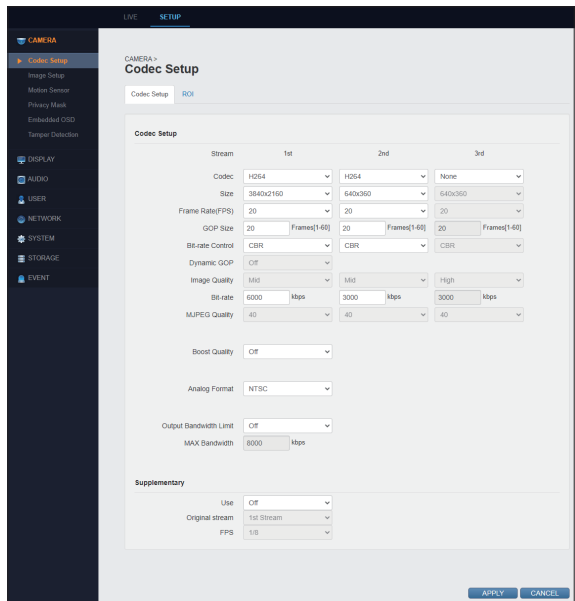 LIVE SETUP
CAMERA
Codec Setup
Image Setup
Motion Sensor
Privacy Mask
Embedded OSD
Tamper Detection
DISPLAY
AUDIO
USER
NETWORK
SYSTEM
STORAGE
EVENT
CAMERA >
Codec Setup
Codec Setup ROI
Codec Setup
Stream 1st 2nd 3rd
Codec H264 H264 None
Size 3840x2160 640x360 640x360
Frame Rate(FPS) 20 20 20
GOP Size 20 Frames[1-60] 20 Frames[1-60] 20 Frames[1-60]
Bit-rate Control CBR CBR CBR
Dynamic GOP Off
Image Quality Mid Mid High
Bit-rate 6000 kbps 3000 kbps 3000 kbps
MJPEG Quality 40 40 40
Boost Quality Off
Analog Format NTSC
Output Bandwidth Limit Off
MAX Bandwidth 8000 kbps
Supplementary
Use Off
Original stream 1st Stream
FPS 1/8
APPLY CANCEL